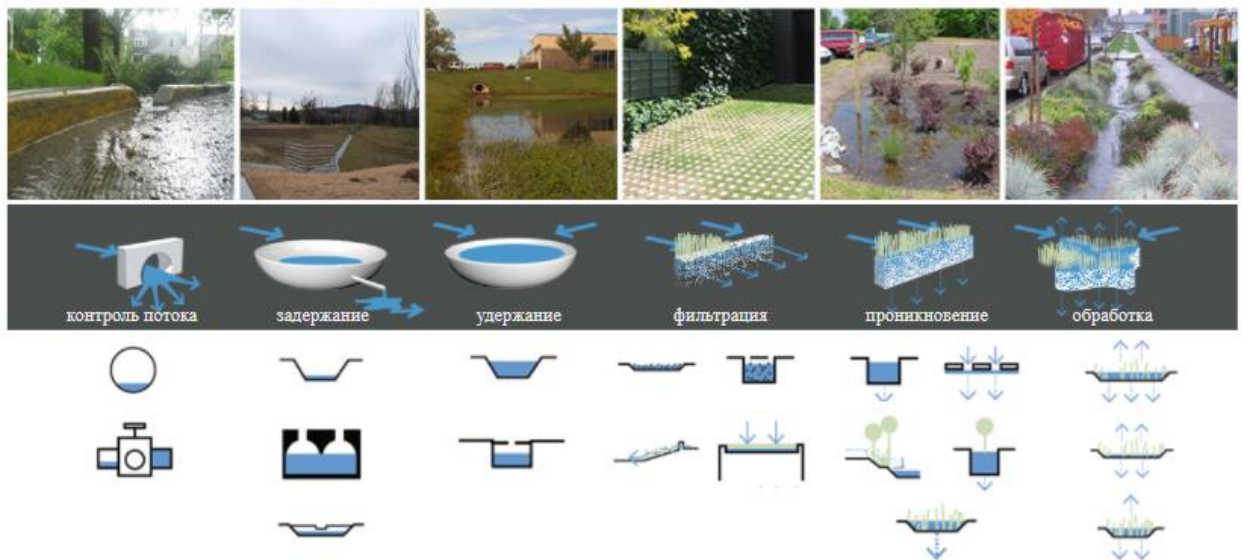 контроль потока
задержание
удержание
фильтрация
проникновение
обработка